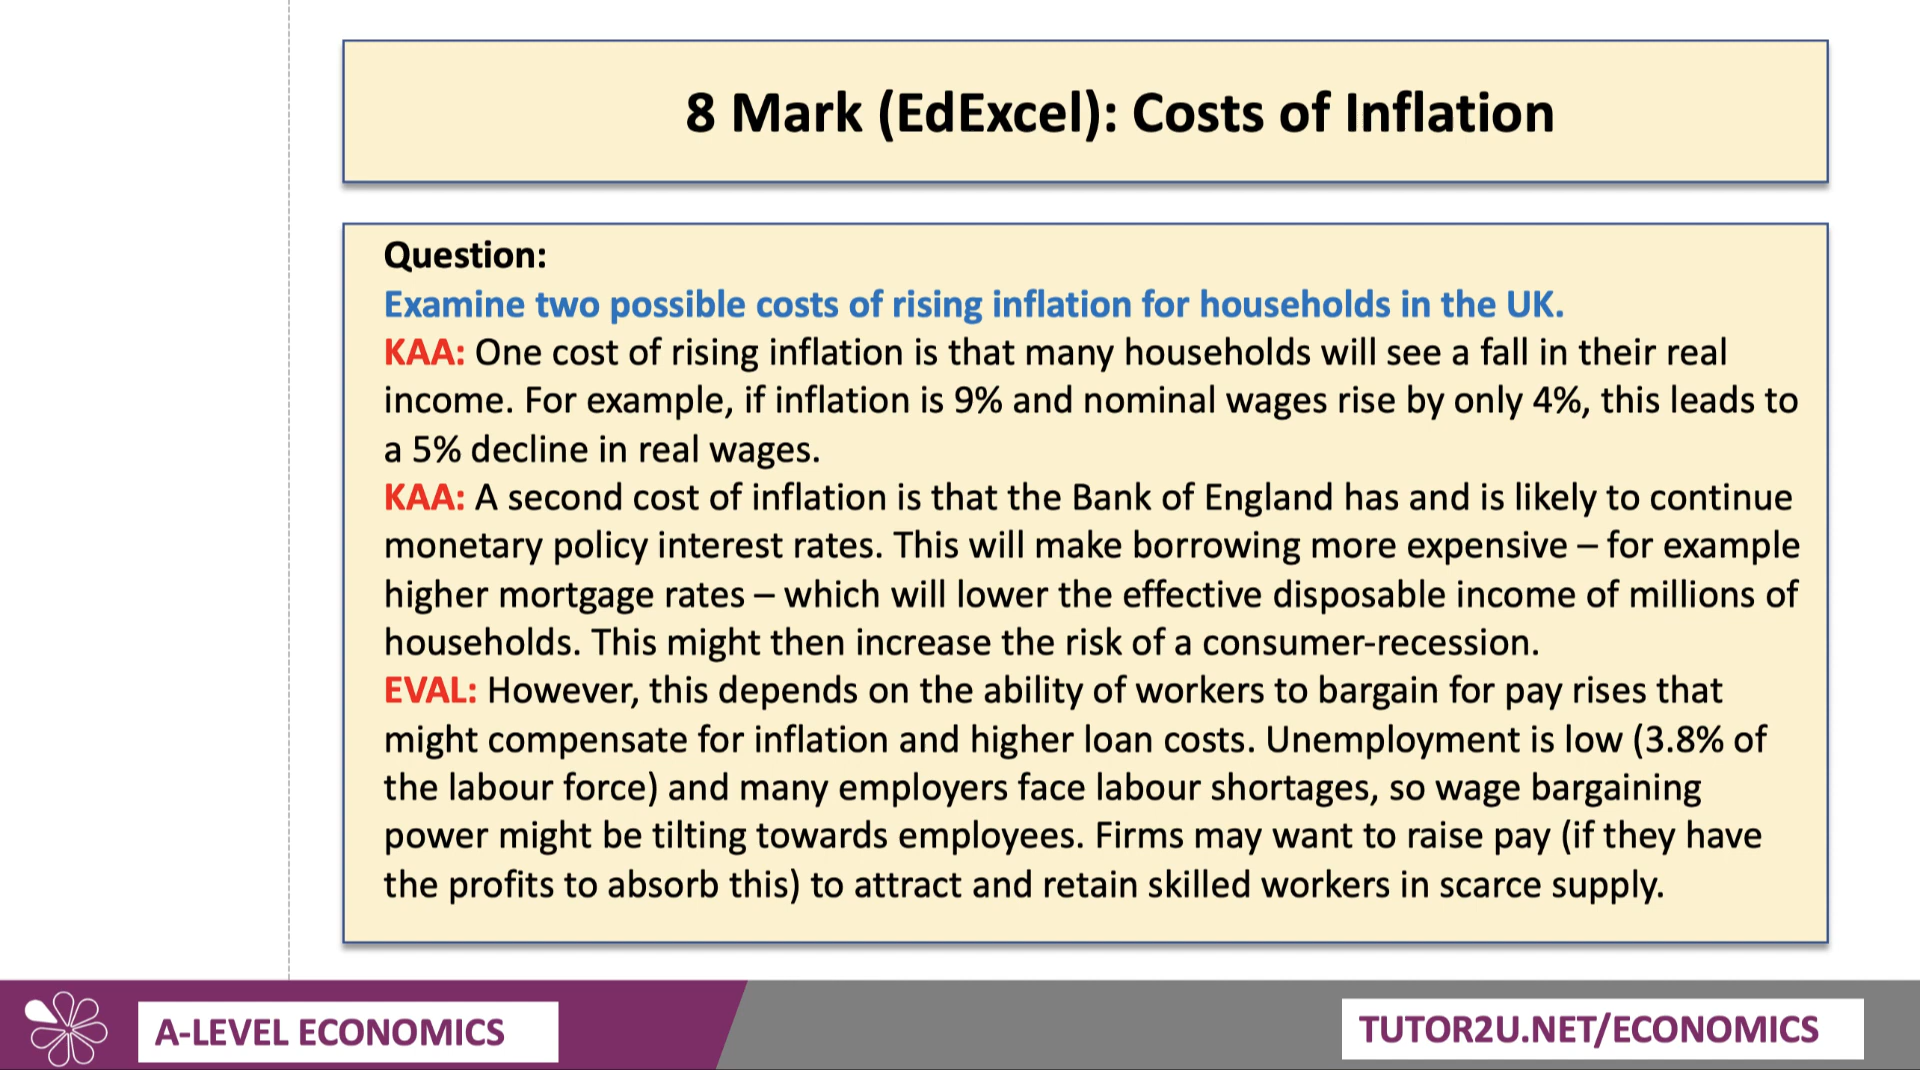 8 Mark (EdExcel): Costs of Inflation
Question:
Examine two possible costs of rising inflation for households in the UK.
KAA: One cost of rising inflation is that many households will see a fall in their real
income. For example, if inflation is 9% and nominal wages rise by only 4%, this leads to
a 5% decline in real wages.
KAA: A second cost of inflation is that the Bank of England has and is likely to continue
monetary policy interest rates. This will make borrowing more expensive – for example
higher mortgage rates – which will lower the effective disposable income of millions of
households. This might then increase the risk of a consumer-recession.
EVAL: However, this depends on the ability of workers to bargain for pay rises that
might compensate for inflation and higher loan costs. Unemployment is low (3.8% of
the labour force) and many employers face labour shortages, so wage bargaining
power might be tilting towards employees. Firms may want to raise pay (if they have
the profits to absorb this) to attract and retain skilled workers in scarce supply.
A-LEVEL ECONOMICS
TUTOR2U.NET/ECONOMICS